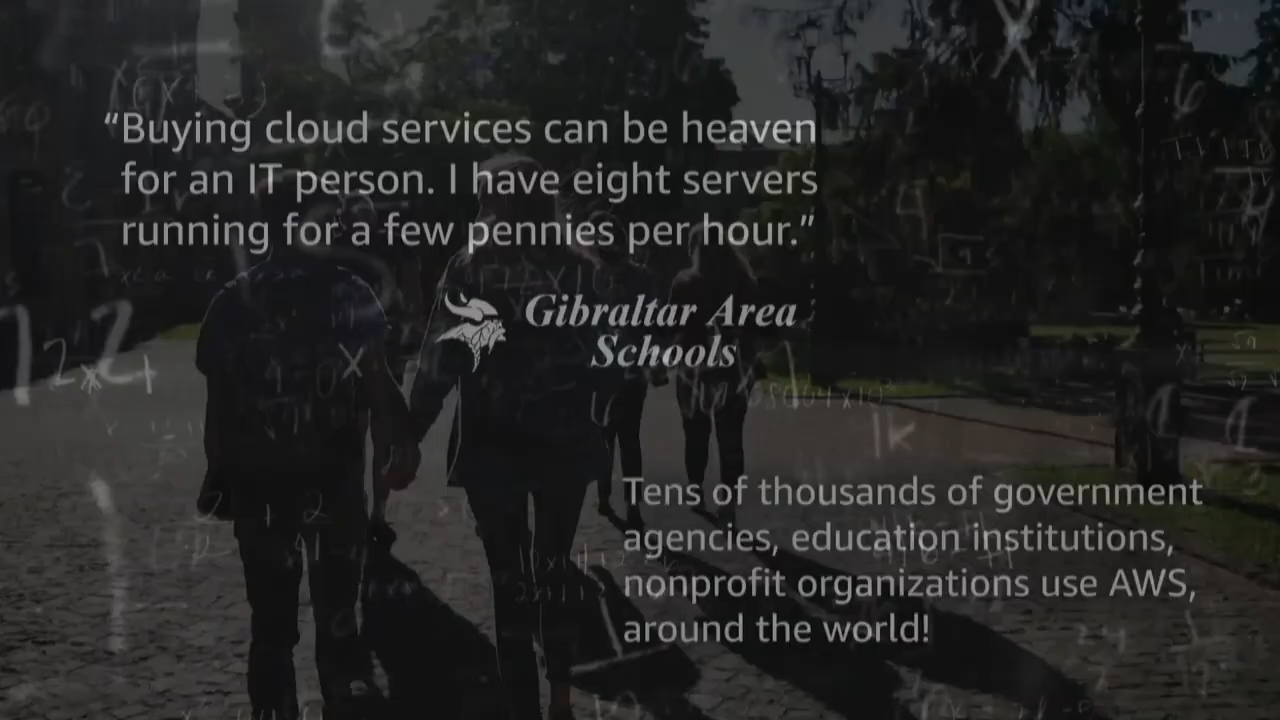 “Buying cloud services can be heaven
for an IT person. I have eight servers
running for a few pennies per hour.”
Gibraltar Area
Schools
Tens of thousands of government
agencies, education institutions,
nonprofit organizations use AWS,
around the world!